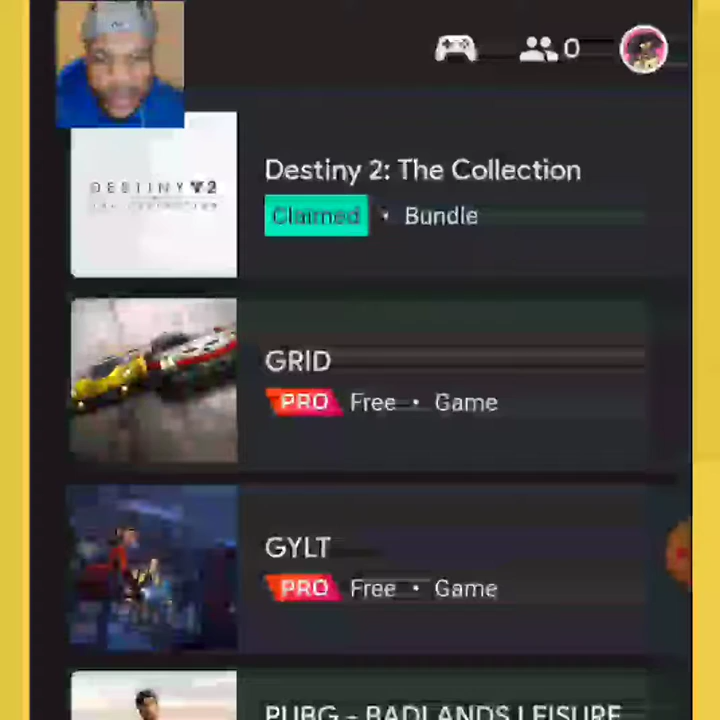 0
Destiny 2: The Collection
DESTINY 2
Claimed • Bundle
GRID
PRO Free • Game
GYLT
PRO Free • Game
PUBG - BADLANDS LEISURE